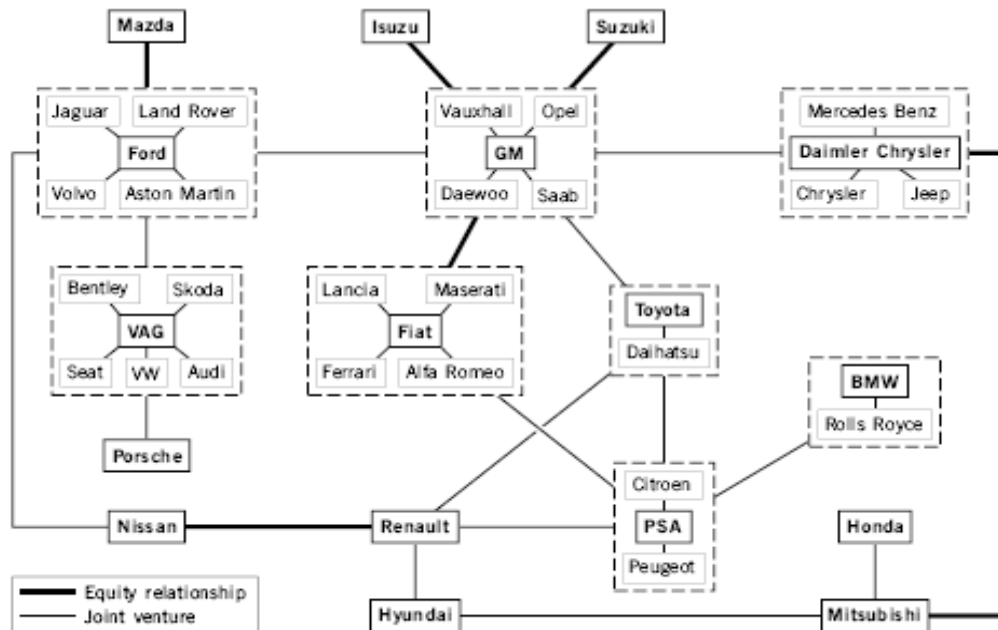 Mazda
Isuzu
Suzuki
Jaguar
Land Rover
Ford
Volvo
Aston Martin
Vauxhall
Opel
GM
Daewoo
Saab
Mercedes Benz
Daimler Chrysler
Chrysler
Jeep
Bentley
Skoda
VAG
Seat
VW
Audi
Lancia
Maserati
Fiat
Ferrari
Alfa Romeo
Toyota
Daihatsu
BMW
Rolls Royce
Porsche
Citroen
PSA
Peugeot
Nissan
Renault
Honda
Hyundai
Mitsubishi
Equity relationship
Joint venture